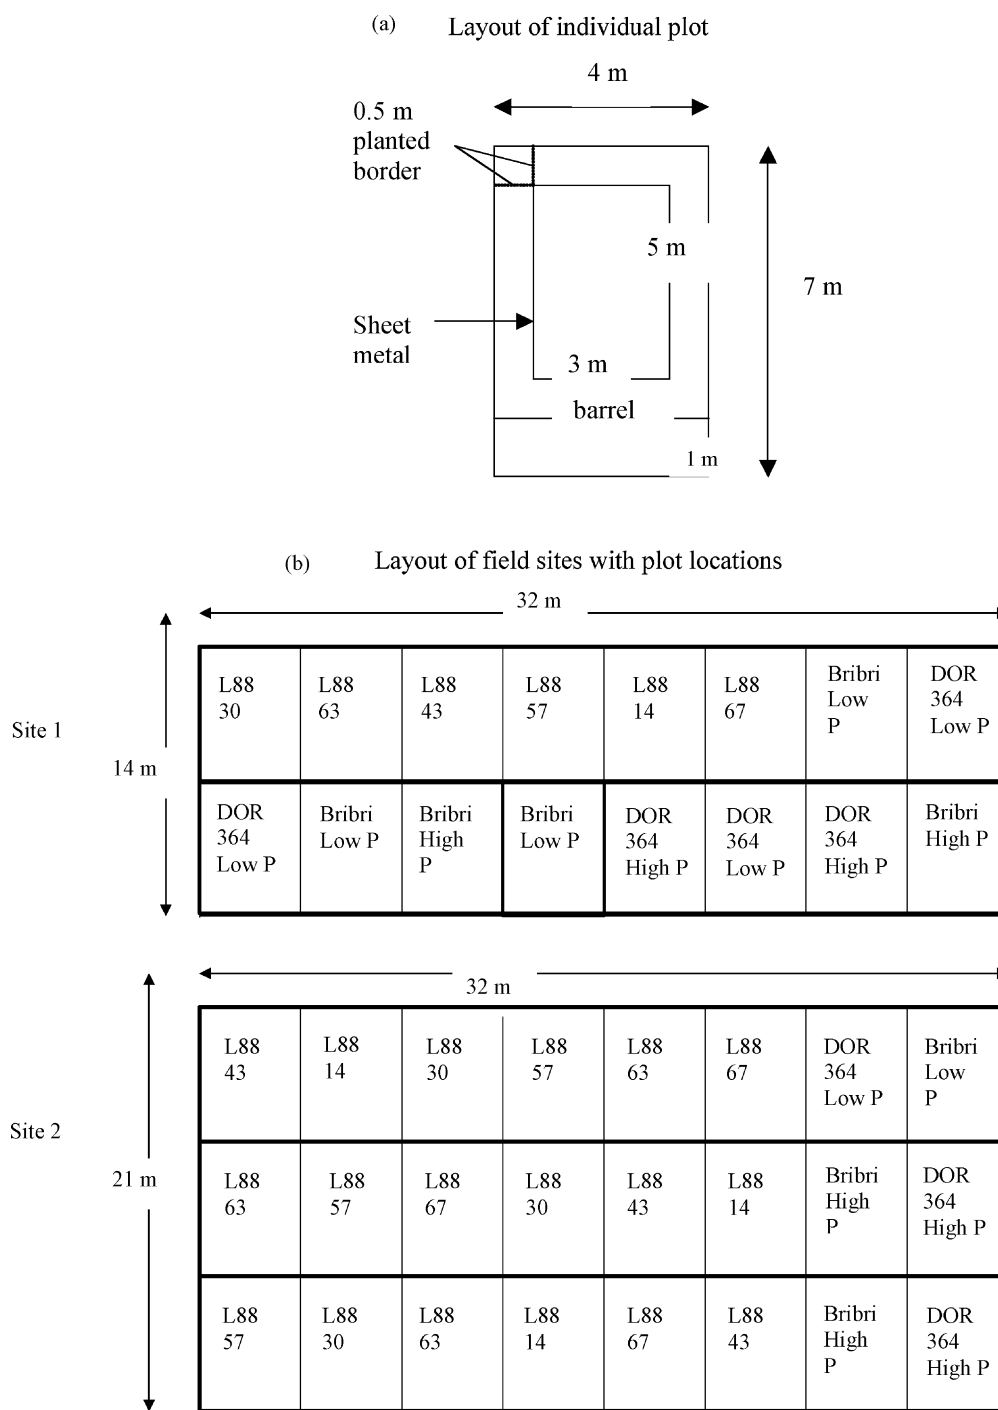 (a) Layout of individual plot
4 m
0.5 m
planted
border
5 m
7 m
Sheet
metal
3 m
barrel
1 m
(b) Layout of field sites with plot locations
32 m
Site 1
14 m
L88
30
L88
63
L88
43
L88
57
L88
14
L88
67
Bribri
Low
P
DOR
364
Low P
DOR
364
Low P
Bribri
Low P
Bribri
High
P
Bribri
Low P
DOR
364
High P
DOR
364
Low P
DOR
364
High P
Bribri
High P
32 m
Site 2
21 m
L88
43
L88
14
L88
30
L88
57
L88
63
L88
67
DOR
364
Low P
Bribri
Low
P
L88
63
L88
57
L88
67
L88
30
L88
43
L88
14
Bribri
High
P
DOR
364
High P
L88
57
L88
30
L88
63
L88
14
L88
67
L88
43
Bribri
High
P
DOR
364
High P